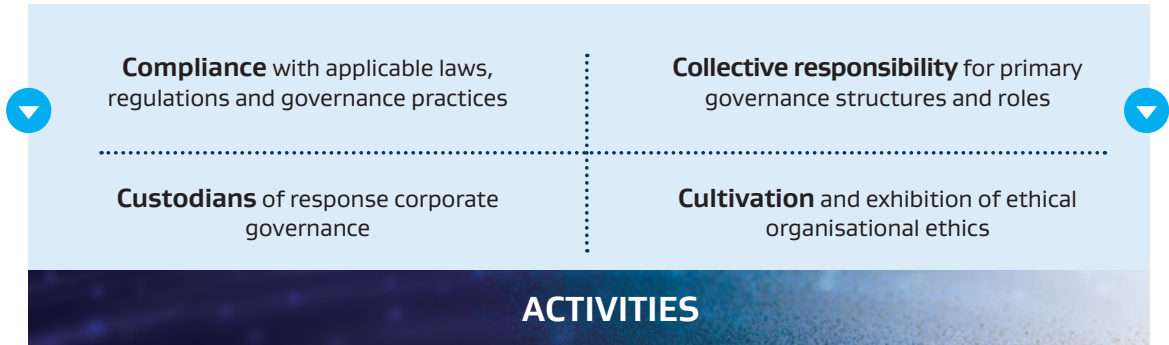 Compliance with applicable laws,
regulations and governance practices
Collective responsibility for primary
governance structures and roles
Custodians of response corporate
governance
Cultivation and exhibition of ethical
organisational ethics
ACTIVITIES